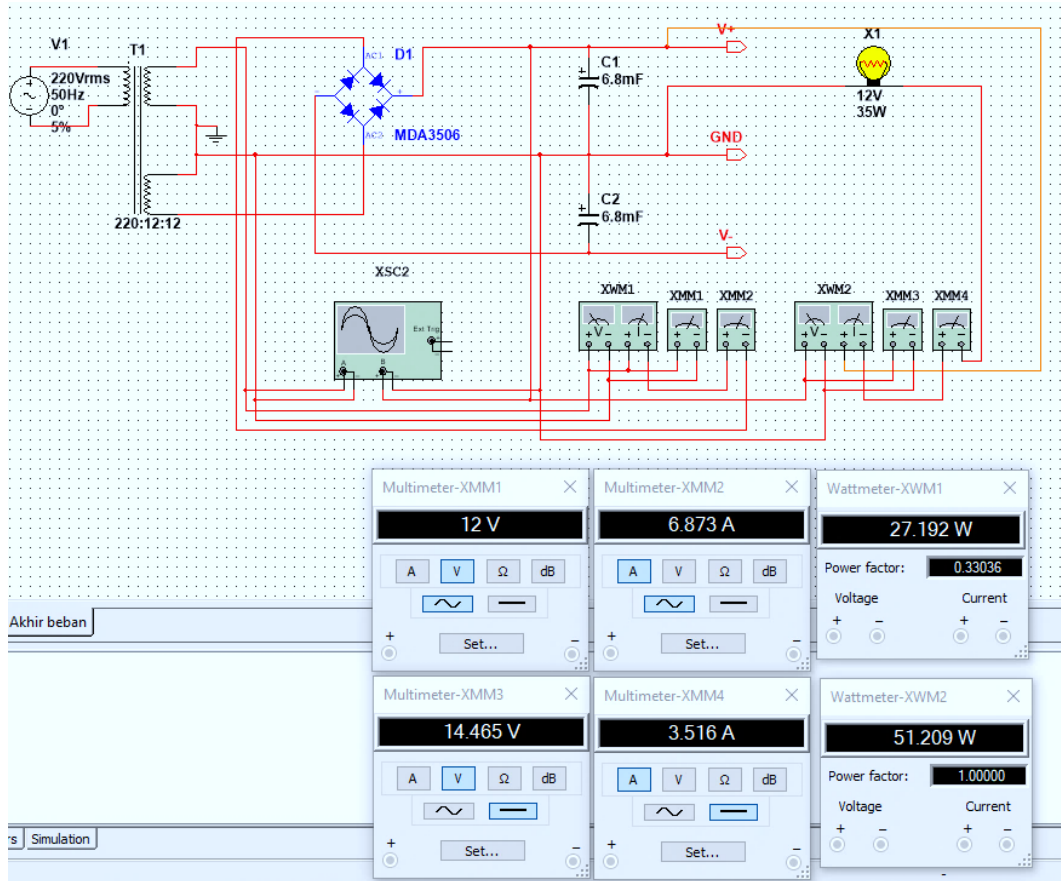 V1
220Vrms
50Hz
0°
5%
T1
220:12:12
AC1
D1
-
+
AC2
MDA3506
C1
6.8mF
C2
6.8mF
V+
GND
V-
X1
12V
35W
XSC2
Ext Trig
+
A
B
+ - + -
XWM1
V I
+ - + -
XMM1
+ -
XMM2
+ -
XWM2
V I
+ - + -
XMM3
+ -
XMM4
+ -
Akhir beban
rs
Simulation
Multimeter-XMM1
12 V
A V Ω dB
+ Set... -
Multimeter-XMM2
6.873 A
A V Ω dB
+ Set... -
Wattmeter-XWM1
27.192 W
Power factor: 0.33036
Voltage Current
+ - + -
Multimeter-XMM3
14.465 V
A V Ω dB
+ Set... -
Multimeter-XMM4
3.516 A
A V Ω dB
+ Set... -
Wattmeter-XWM2
51.209 W
Power factor: 1.00000
Voltage Current
+ - + -